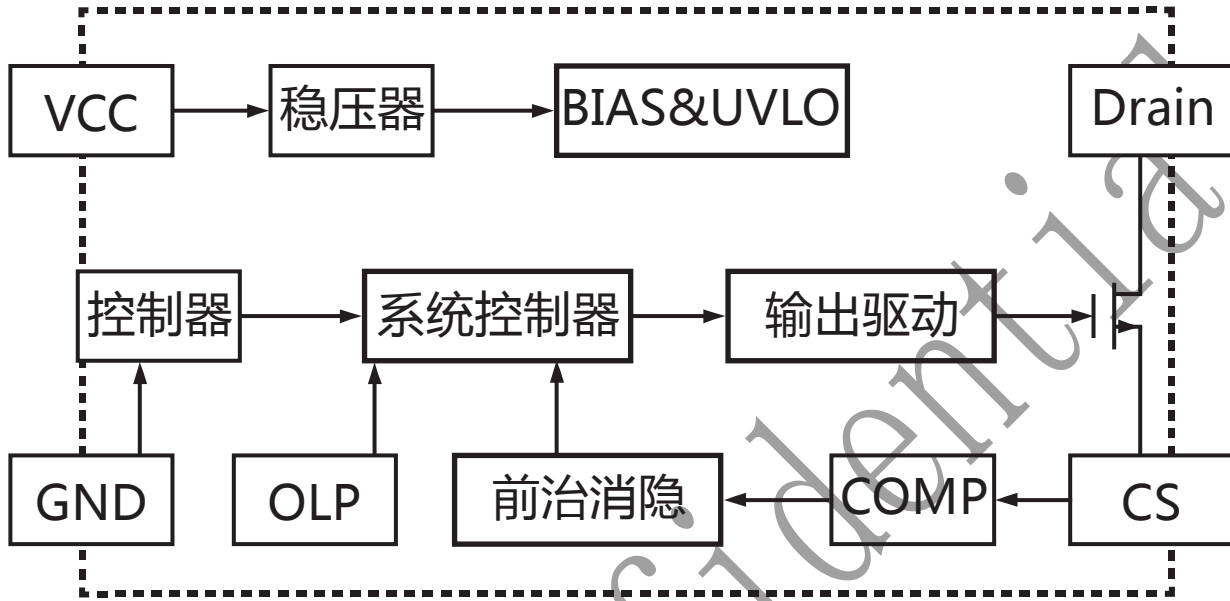 VCC
稳压器
BIAS&UVLO
Drain
控制器
系统控制器
输出驱动
GND
OLP
前治消隐
COMP
CS
fidential